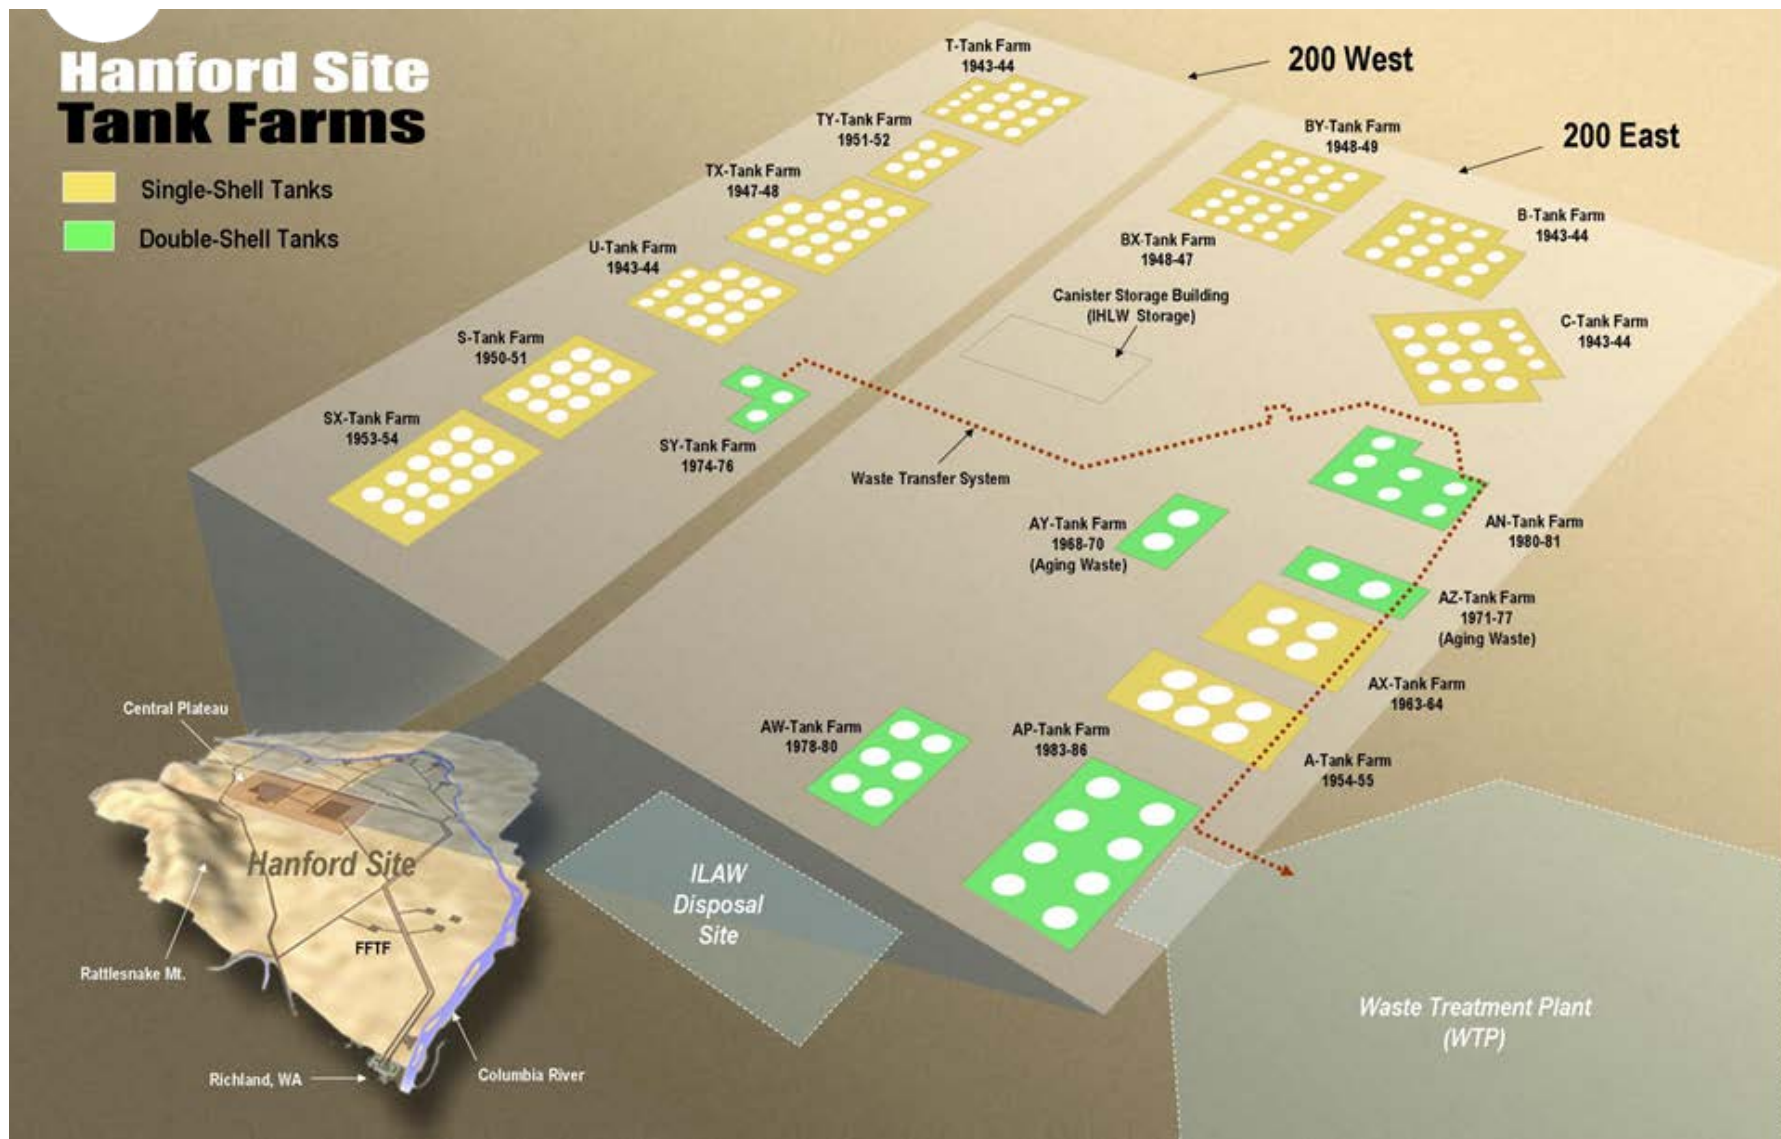 Hanford Site
Tank Farms
Single-Shell Tanks
Double-Shell Tanks
200 West
200 East
T-Tank Farm
1943-44
TY-Tank Farm
1951-52
TX-Tank Farm
1947-48
U-Tank Farm
1943-44
S-Tank Farm
1950-51
SX-Tank Farm
1953-54
SY-Tank Farm
1974-76
BY-Tank Farm
1948-49
BX-Tank Farm
1948-47
B-Tank Farm
1943-44
C-Tank Farm
1943-44
Canister Storage Building
(IHLW Storage)
Waste Transfer System
AY-Tank Farm
1968-70
(Aging Waste)
AN-Tank Farm
1980-81
AZ-Tank Farm
1971-77
(Aging Waste)
AX-Tank Farm
1963-64
A-Tank Farm
1954-55
AW-Tank Farm
1978-80
AP-Tank Farm
1983-86
ILAW
Disposal
Site
Waste Treatment Plant
(WTP)
Central Plateau
Hanford Site
FFTF
Rattlesnake Mt.
Richland, WA
Columbia River